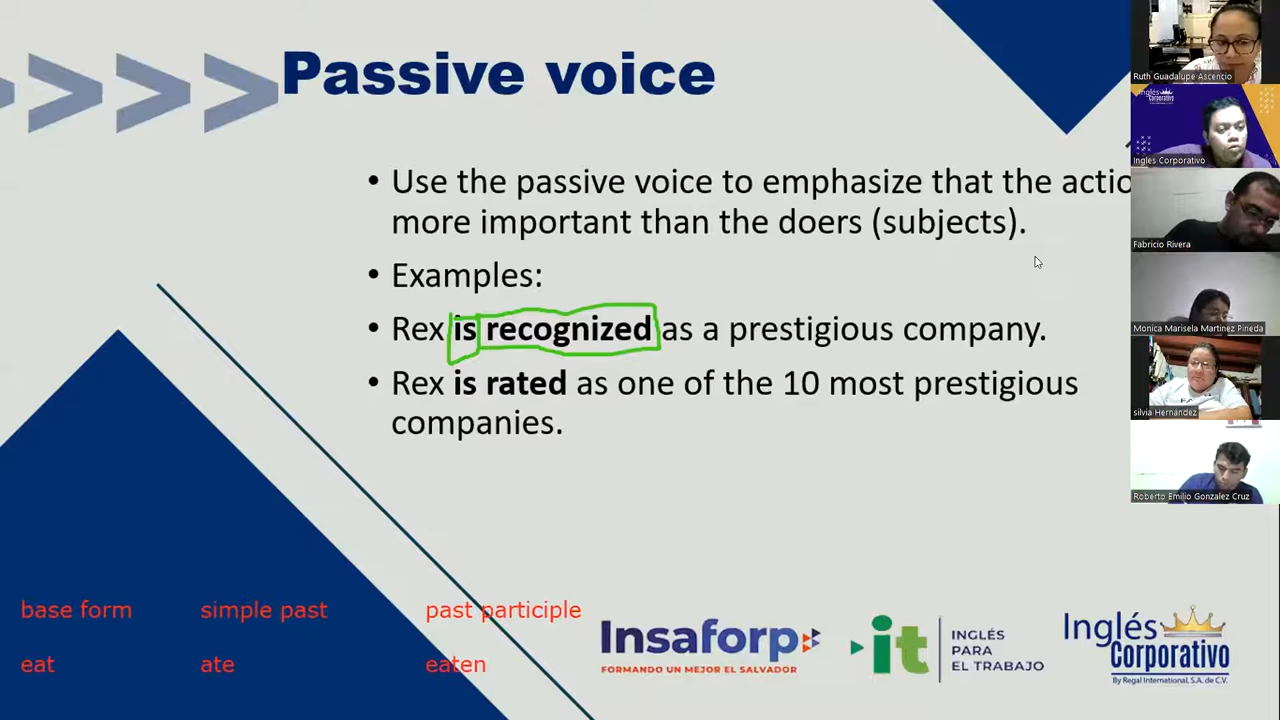 Passive voice
• Use the passive voice to emphasize that the actio
more important than the doers (subjects).
• Examples:
• Rex is recognized as a prestigious company.
• Rex is rated as one of the 10 most prestigious
companies.
base form simple past past participle
eat ate eaten
Insaforp
FORMANDO UN MEJOR EL SALVADOR
it
INGLÉS
PARA
EL TRABAJO
Inglés
Corporativo
By Regal International, S.A. de C.V.
Ruth Guadalupe Ascencio
Inglés
Corporativo
Ingles Corporativo
Fabricio Rivera
Monica Marisela Martinez Pineda
silvia Hernández
Roberto Emilio Gonzalez Cruz